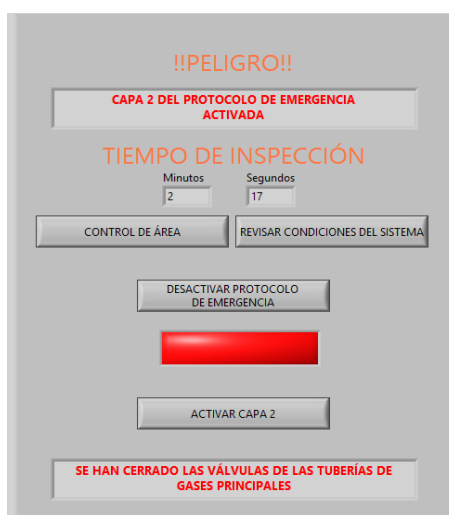 !!PELIGRO!!
CAPA 2 DEL PROTOCOLO DE EMERGENCIA
ACTIVADA
TIEMPO DE INSPECCIÓN
Minutos Segundos
2 17
CONTROL DE ÁREA REVISAR CONDICIONES DEL SISTEMA
DESACTIVAR PROTOCOLO
DE EMERGENCIA
ACTIVAR CAPA 2
SE HAN CERRADO LAS VÁLVULAS DE LAS TUBERÍAS DE
GASES PRINCIPALES